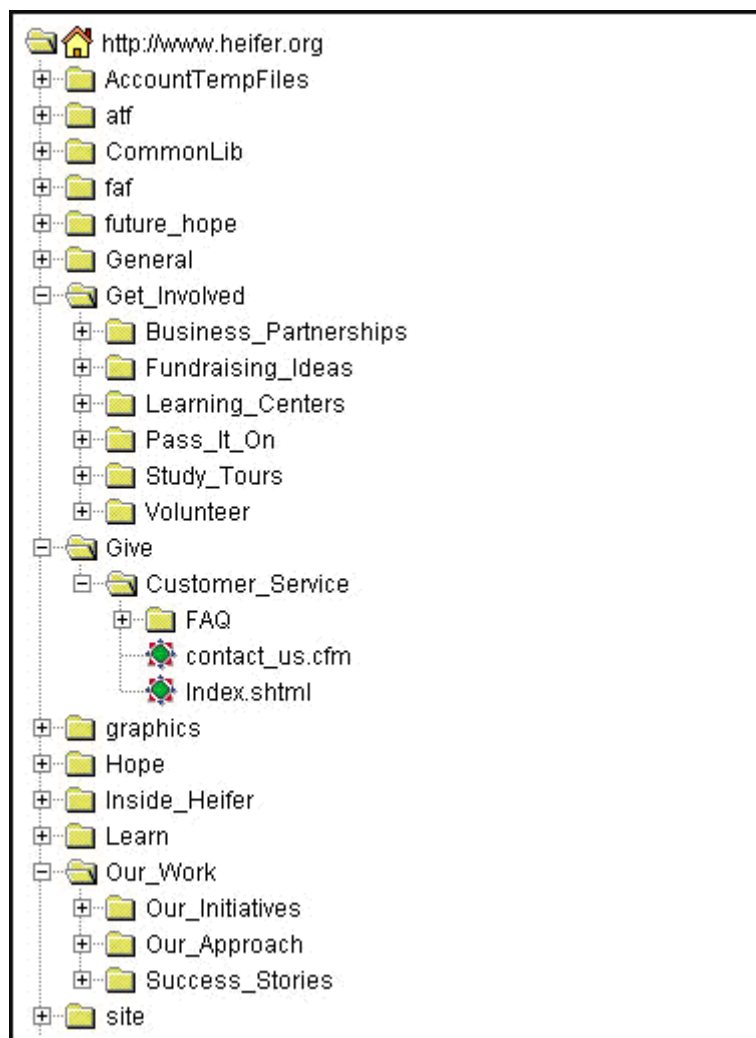 http://www.heifer.org
AccountTempFiles
atf
CommonLib
faf
future_hope
General
Get_Involved
Business_Partnerships
Fundraising_Ideas
Learning_Centers
Pass_It_On
Study_Tours
Volunteer
Give
Customer_Service
FAQ
contact_us.cfm
Index.shtml
graphics
Hope
Inside_Heifer
Learn
Our_Work
Our_Initiatives
Our_Approach
Success_Stories
site